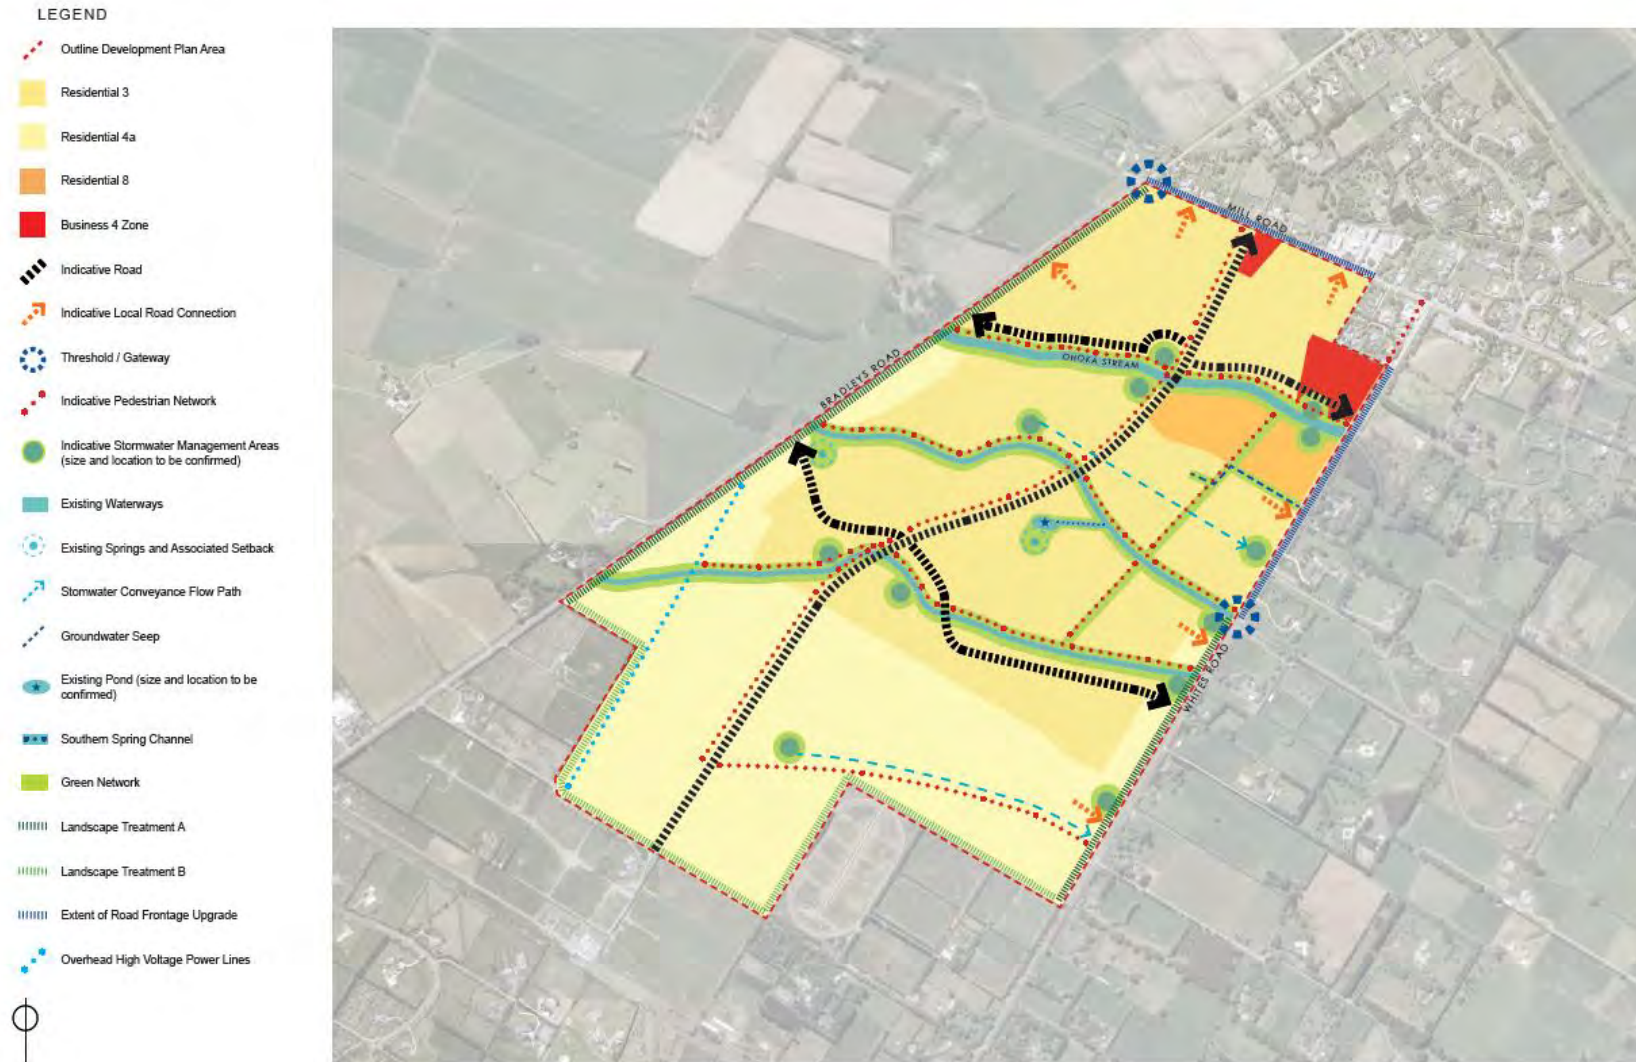 LEGEND
Outline Development Plan Area
Residential 3
Residential 4a
Residential 8
Business 4 Zone
Indicative Road
Indicative Local Road Connection
Threshold / Gateway
Indicative Pedestrian Network
Indicative Stormwater Management Areas
(size and location to be confirmed)
Existing Waterways
Existing Springs and Associated Setback
Stomwater Conveyance Flow Path
Groundwater Seep
Existing Pond (size and location to be
confirmed)
Southern Spring Channel
Green Network
Landscape Treatment A
Landscape Treatment B
Extent of Road Frontage Upgrade
Overhead High Voltage Power Lines
MILL ROAD
OHOKA STREAM
BRADLEYS ROAD
WHITES ROAD